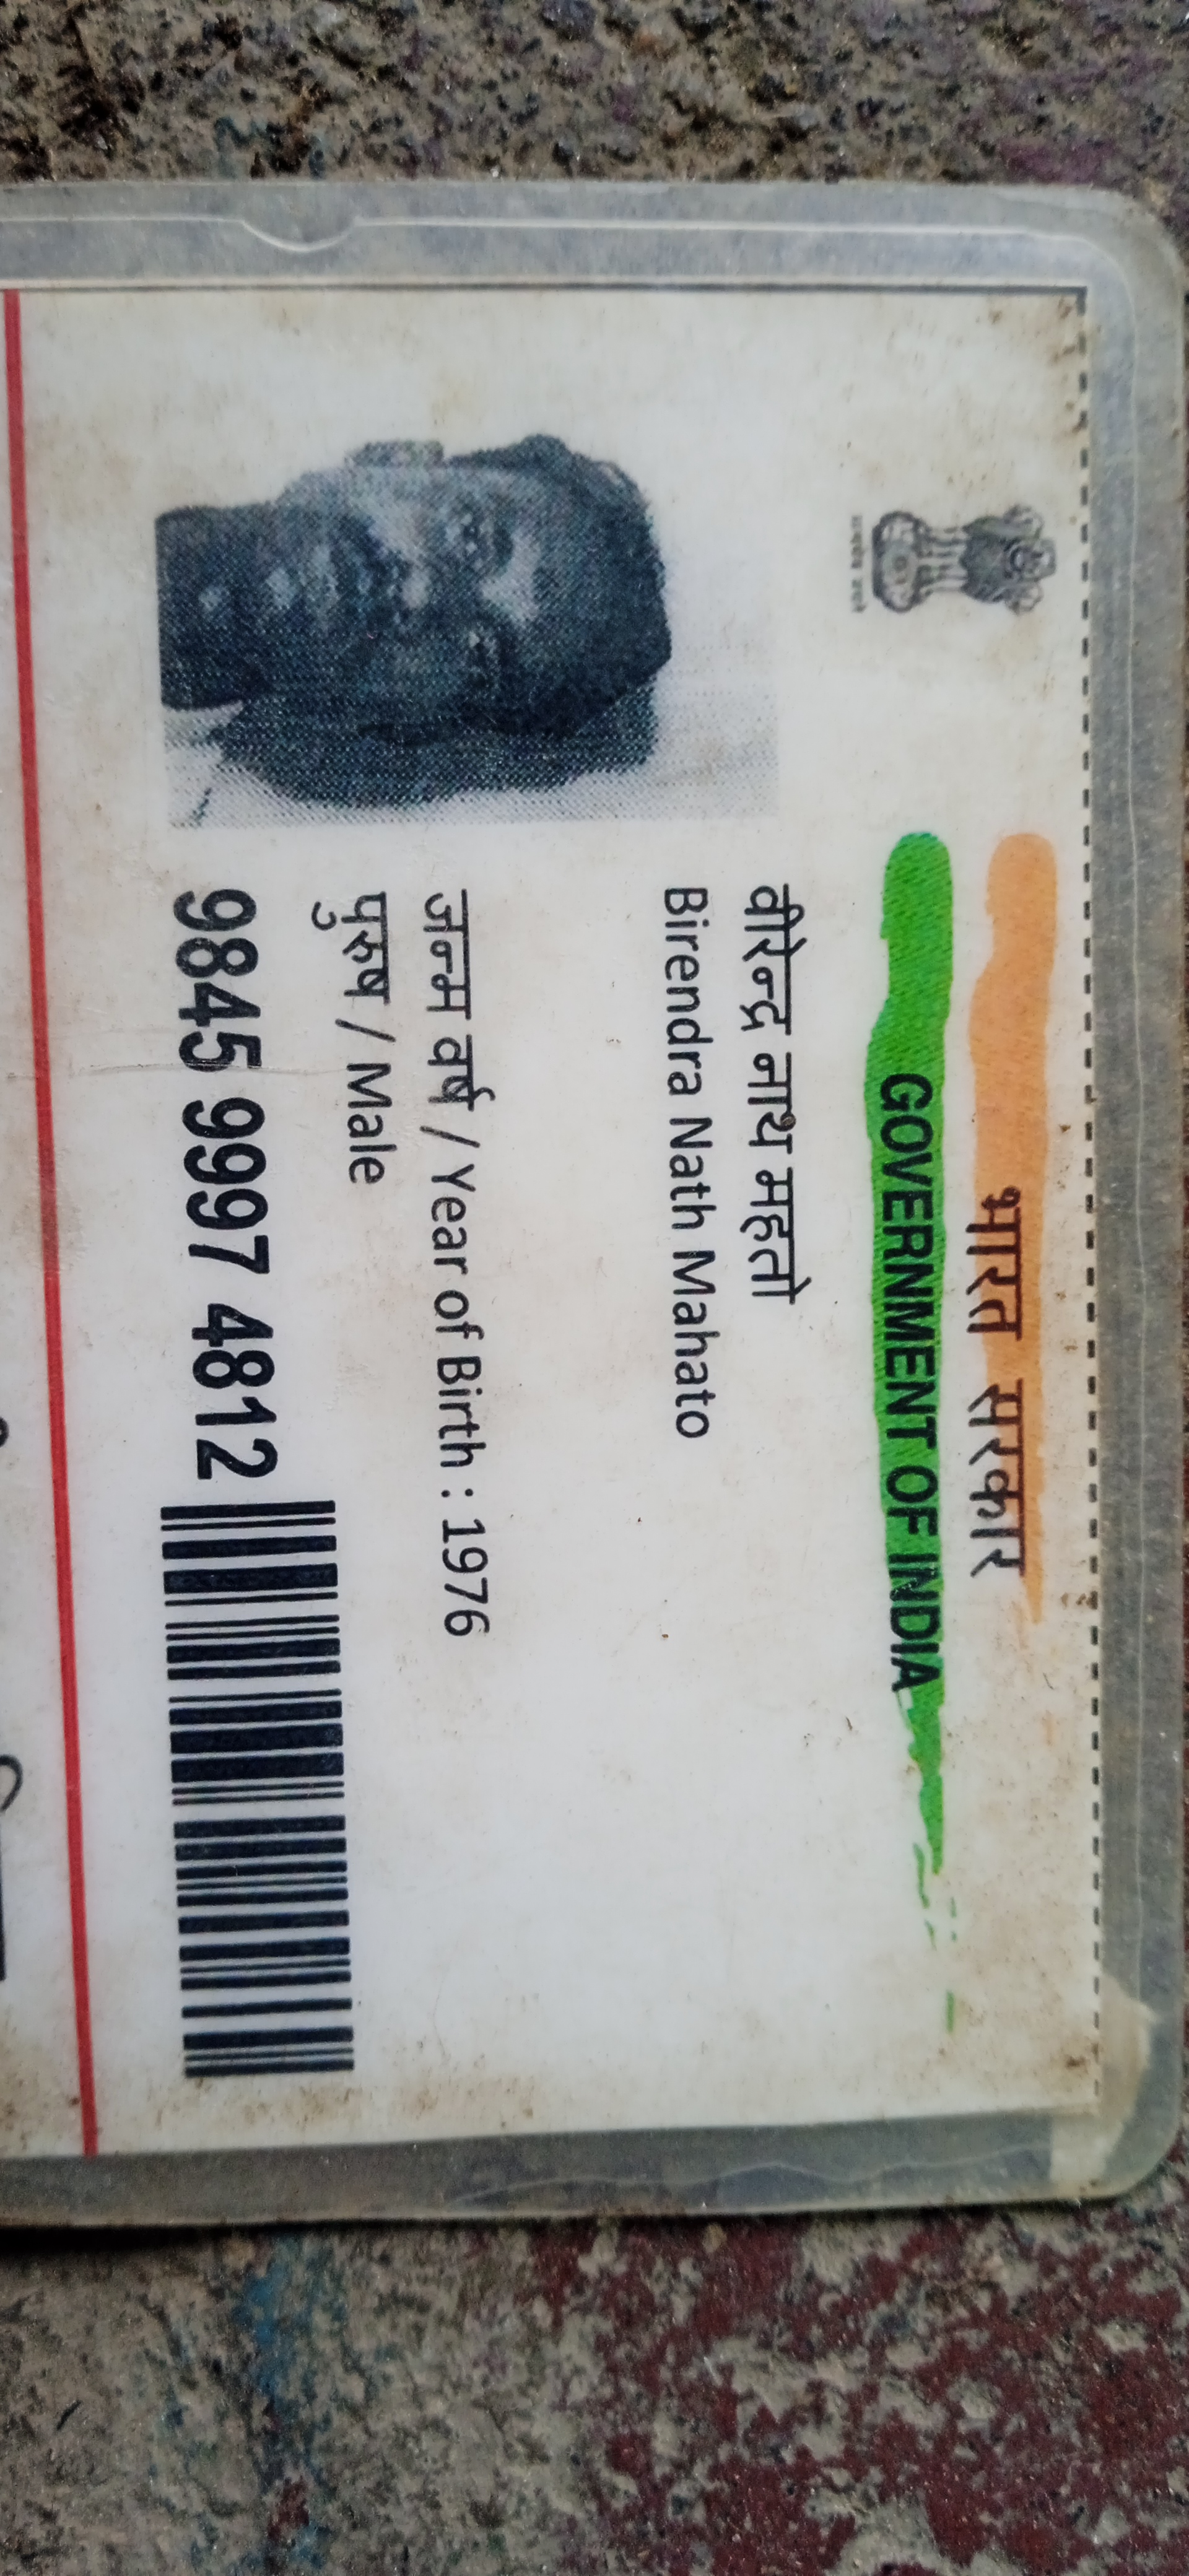 भारत सरकार
GOVERNMENT OF INDIA
वीरेन्द्र नाथ महतो
Birendra Nath Mahato
जन्म वर्ष / Year of Birth : 1976
पुरुष / Male
9845 9997 4812